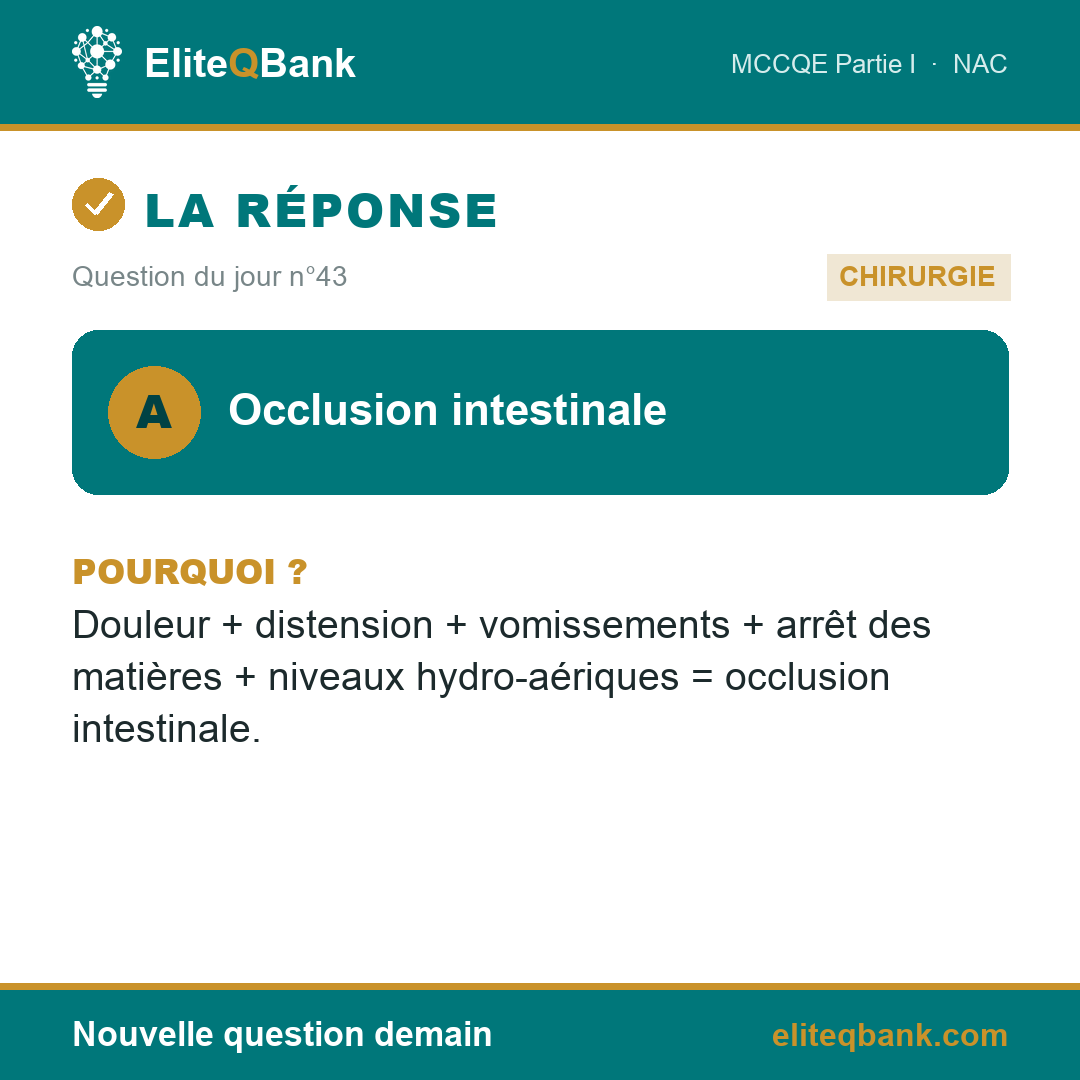 EliteQBank
MCCQE Partie I · NAC
LA RÉPONSE
Question du jour n°43
CHIRURGIE
A
Occlusion intestinale
POURQUOI ?
Douleur + distension + vomissements + arrêt des
matières + niveaux hydro-aériques = occlusion
intestinale.
Nouvelle question demain
eliteqbank.com